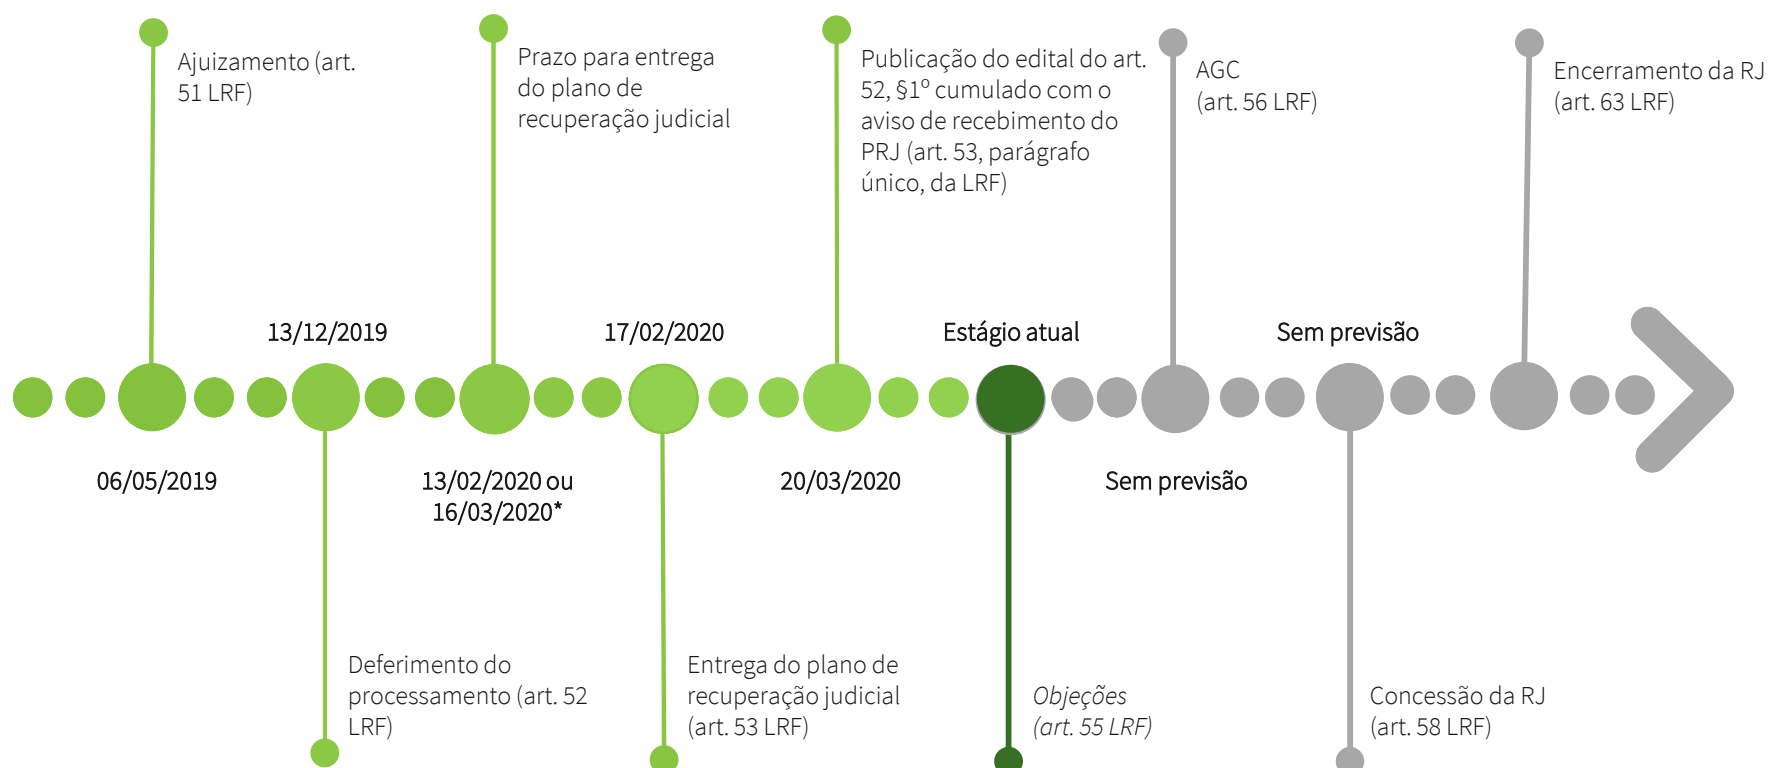 Ajuizamento (art.
51 LRF)
Prazo para entrega
do plano de
recuperação judicial
Publicação do edital do art.
52, §1º cumulado com o
aviso de recebimento do
PRJ (art. 53, parágrafo
único, da LRF)
AGC
(art. 56 LRF)
Encerramento da RJ
(art. 63 LRF)
13/12/2019
17/02/2020
Estágio atual
Sem previsão
06/05/2019
13/02/2020 ou
16/03/2020*
20/03/2020
Sem previsão
Deferimento do
processamento (art. 52
LRF)
Entrega do plano de
recuperação judicial
(art. 53 LRF)
Objeções
(art. 55 LRF)
Concessão da RJ
(art. 58 LRF)